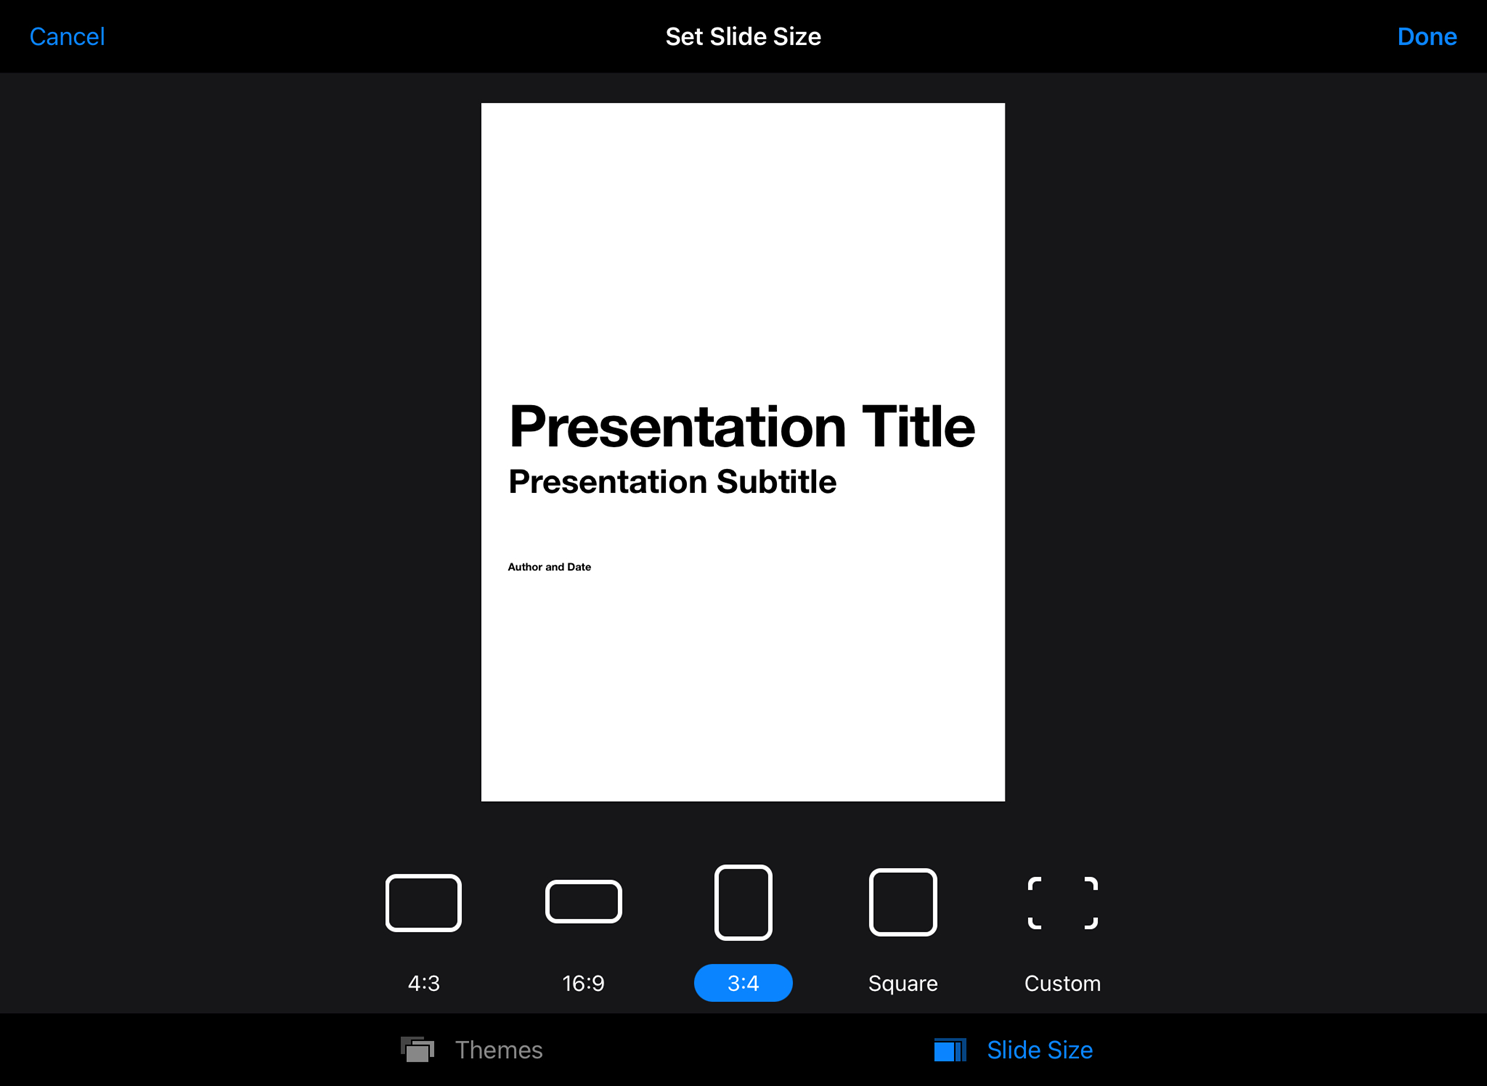 Cancel
Set Slide Size
Done
Presentation Title
Presentation Subtitle
Author and Date
4:3
16:9
3:4
Square
Custom
Themes
Slide Size